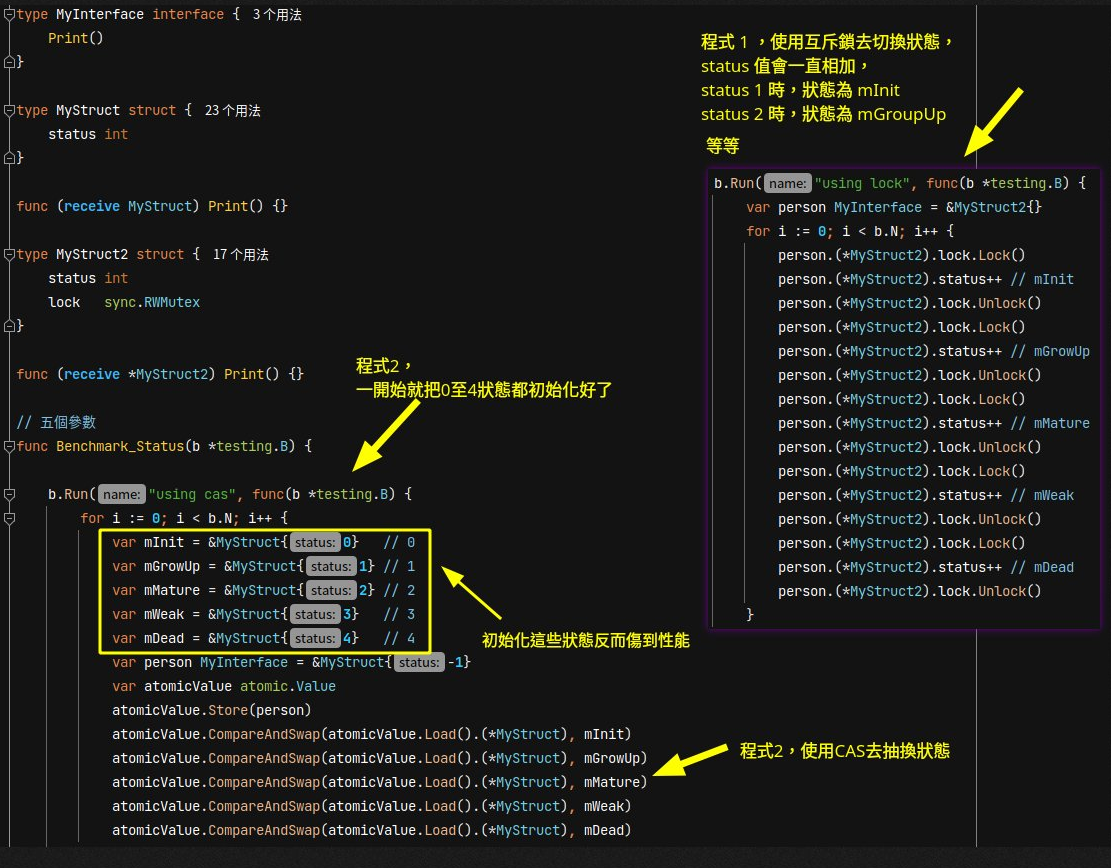 type MyInterface interface {  3个用法
    Print()
}
type MyStruct struct {  23个用法
    status int
}
func (receive MyStruct) Print() {}
type MyStruct2 struct {  17个用法
    status int
    lock   sync.RWMutex
}
func (receive *MyStruct2) Print() {}
// 五個參數
func Benchmark_Status(b *testing.B) {
    b.Run( name: "using cas", func(b *testing.B) {
        for i := 0; i < b.N; i++ {
            var mInit = &MyStruct{ status: 0}   // 0
            var mGrowUp = &MyStruct{ status: 1} // 1
            var mMature = &MyStruct{ status: 2} // 2
            var mWeak = &MyStruct{ status: 3}   // 3
            var mDead = &MyStruct{ status: 4}   // 4
            var person MyInterface = &MyStruct{ status: -1}
            var atomicValue atomic.Value
            atomicValue.Store(person)
            atomicValue.CompareAndSwap(atomicValue.Load().(*MyStruct), mInit)
            atomicValue.CompareAndSwap(atomicValue.Load().(*MyStruct), mGrowUp)
            atomicValue.CompareAndSwap(atomicValue.Load().(*MyStruct), mMature)
            atomicValue.CompareAndSwap(atomicValue.Load().(*MyStruct), mWeak)
            atomicValue.CompareAndSwap(atomicValue.Load().(*MyStruct), mDead)
程式2，
一開始就把0至4狀態都初始化好了
初始化這些狀態反而傷到性能
程式2，使用CAS去抽換狀態
程式 1 ，使用互斥鎖去切換狀態，
status 值會一直相加，
status 1 時，狀態為 mInit
status 2 時，狀態為 mGroupUp
等等
b.Run( name: "using lock", func(b *testing.B) {
    var person MyInterface = &MyStruct2{}
    for i := 0; i < b.N; i++ {
        person.(*MyStruct2).lock.Lock()
        person.(*MyStruct2).status++ // mInit
        person.(*MyStruct2).lock.Unlock()
        person.(*MyStruct2).lock.Lock()
        person.(*MyStruct2).status++ // mGrowUp
        person.(*MyStruct2).lock.Unlock()
        person.(*MyStruct2).lock.Lock()
        person.(*MyStruct2).status++ // mMature
        person.(*MyStruct2).lock.Unlock()
        person.(*MyStruct2).lock.Lock()
        person.(*MyStruct2).status++ // mWeak
        person.(*MyStruct2).lock.Unlock()
        person.(*MyStruct2).lock.Lock()
        person.(*MyStruct2).status++ // mDead
        person.(*MyStruct2).lock.Unlock()
    }